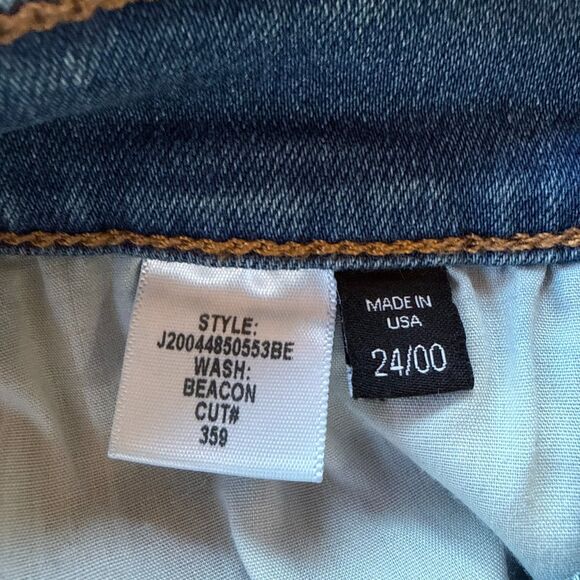 STYLE:
J20044850553BE
WASH:
BEACON
CUT#
359
MADE IN
USA
24/00